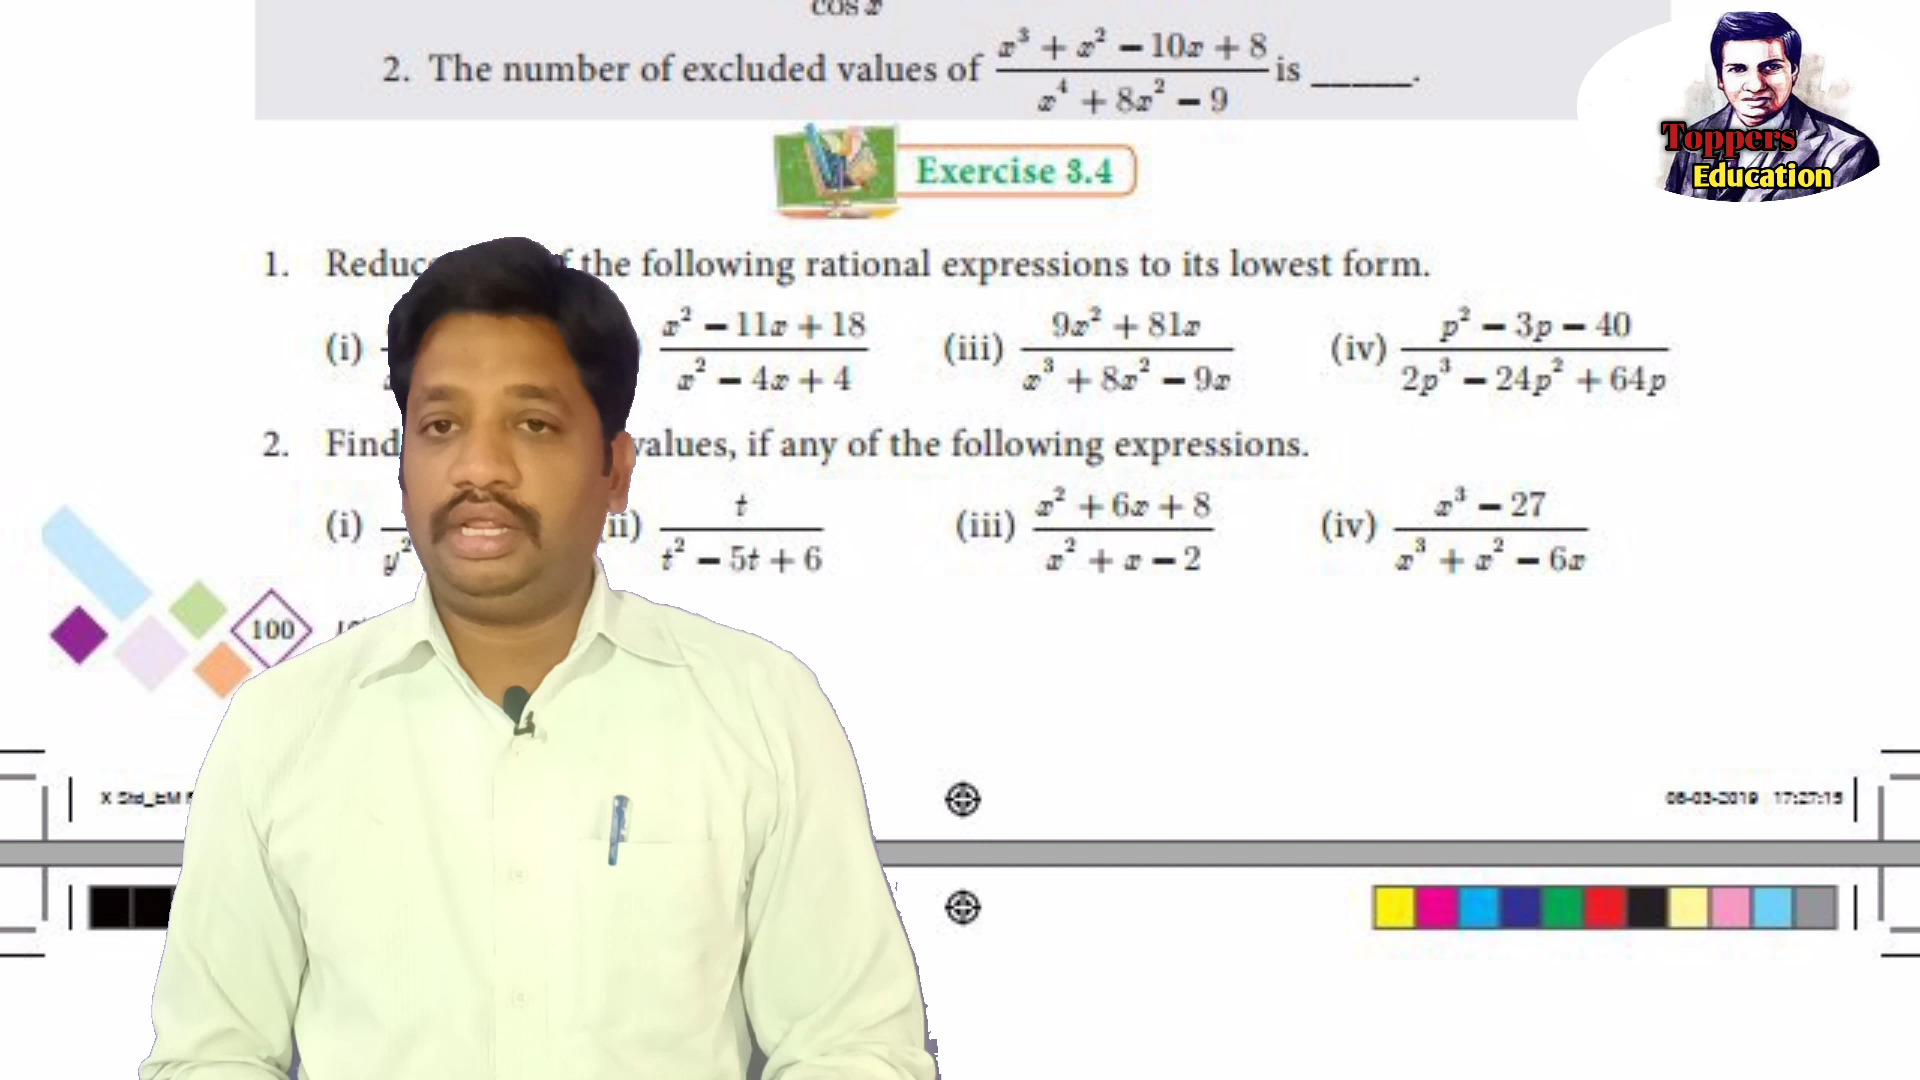 cos x
2. The number of excluded values of (x³ + x² − 10x + 8)/(x⁴ + 8x² − 9) is _____.
Exercise 3.4
1. the following rational expressions to its lowest form.
(i) (x² − 11x + 18)/(x² − 4x + 4) (iii) (9x² + 81x)/(x³ + 8x² − 9x) (iv) (p² − 3p − 40)/(2p³ − 24p² + 64p)
2. Find values, if any of the following expressions.
(i) y² (ii) t/(t² − 5t + 6) (iii) (x² + 6x + 8)/(x² + x − 2) (iv) (x³ − 27)/(x³ + x² − 6x)
100
X Std_EM
06-03-2019 17:27:15
Toppers
Education